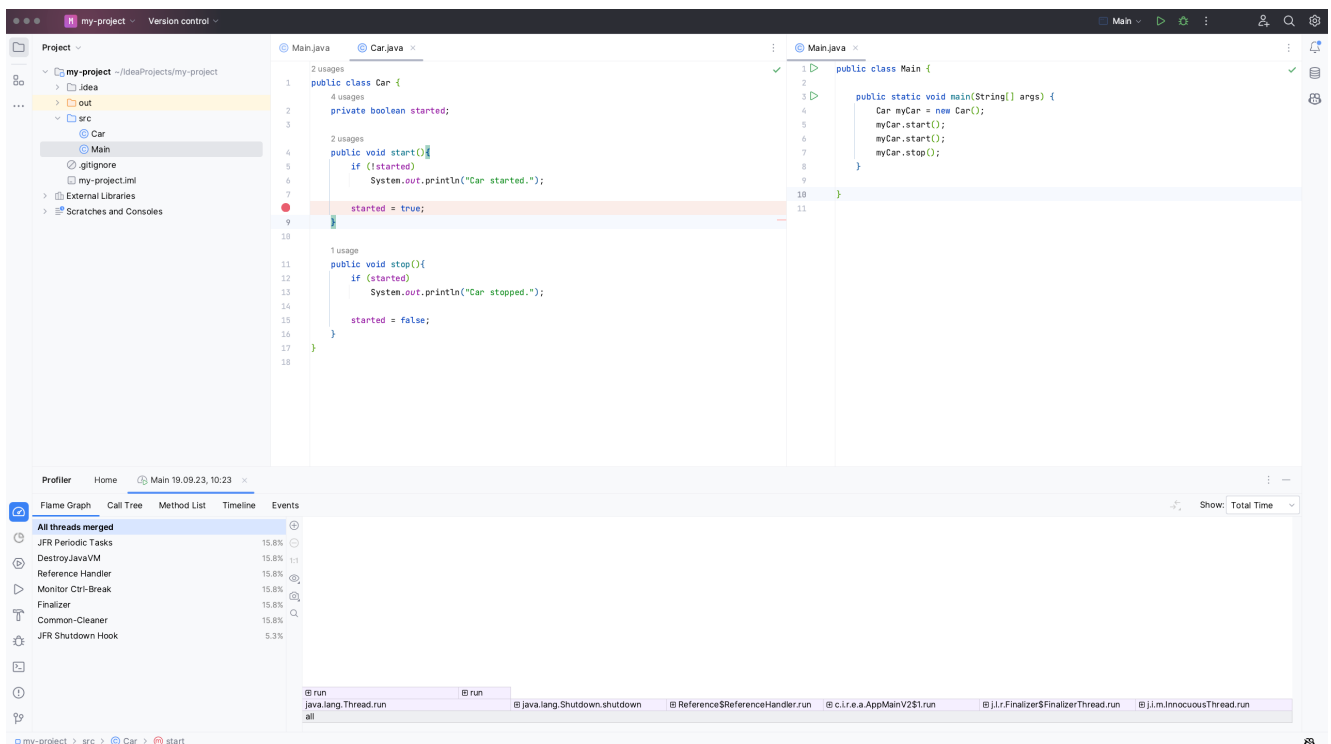 M my-project Version control Main
Project
my-project ~/IdeaProjects/my-project
.idea
out
src
Car
Main
.gitignore
my-project.iml
External Libraries
Scratches and Consoles
Main.java Car.java
2 usages
1 public class Car {
4 usages
2 private boolean started;
3
2 usages
4 public void start(){
5 if (!started)
6 System.out.println("Car started.");
7
started = true;
9 }
10
1 usage
11 public void stop(){
12 if (started)
13 System.out.println("Car stopped.");
14
15 started = false;
16 }
17 }
18
Main.java
1 public class Main {
2
3 public static void main(String[] args) {
4 Car myCar = new Car();
5 myCar.start();
6 myCar.start();
7 myCar.stop();
8 }
9
10 }
11
Profiler Home Main 19.09.23, 10:23
Flame Graph Call Tree Method List Timeline Events Show: Total Time
All threads merged
JFR Periodic Tasks 15.8%
DestroyJavaVM 15.8% 1:1
Reference Handler 15.8%
Monitor Ctrl-Break 15.8%
Finalizer 15.8%
Common-Cleaner 15.8%
JFR Shutdown Hook 5.3%
run run
java.lang.Thread.run java.lang.Shutdown.shutdown Reference$ReferenceHandler.run c.i.r.e.a.AppMainV2$1.run j.l.r.Finalizer$FinalizerThread.run j.i.m.InnocuousThread.run
all
my-project > src > Car > start